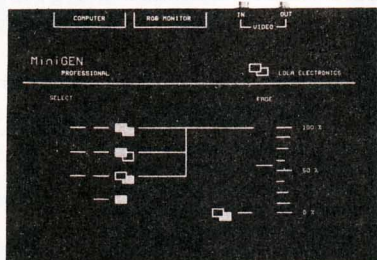 COMPUTER RGB MONITOR IN OUT
VIDEO
MiniGEN
PROFESSIONAL
LOLA ELECTRONICS
SELECT FADE
100 %
50 %
0 %